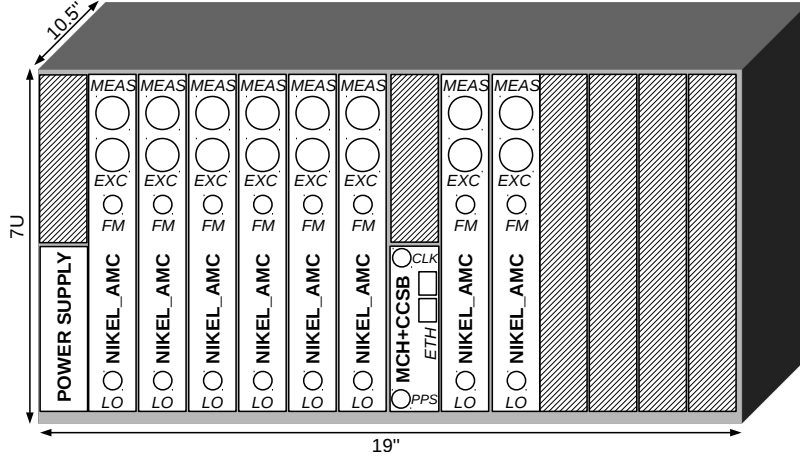 10.5"
MEAS MEAS MEAS MEAS MEAS MEAS MEAS MEAS
EXC EXC EXC EXC EXC EXC EXC EXC
FM FM FM FM FM FM FM FM
7U
POWER SUPPLY
NIKEL_AMC
NIKEL_AMC
NIKEL_AMC
NIKEL_AMC
NIKEL_AMC
NIKEL_AMC
CLK
MCH+CCSB
ETH
PPS
NIKEL_AMC
NIKEL_AMC
LO LO LO LO LO LO LO LO
19"